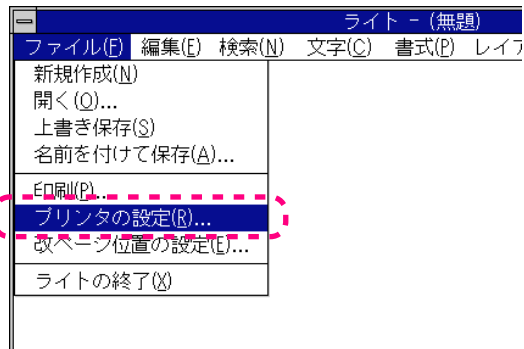 ライト - (無題)
ファイル(F) 編集(E) 検索(N) 文字(C) 書式(P) レイア
新規作成(N)
開く(O)...
上書き保存(S)
名前を付けて保存(A)...
印刷(P)...
プリンタの設定(R)...
改ページ位置の設定(E)...
ライトの終了(X)